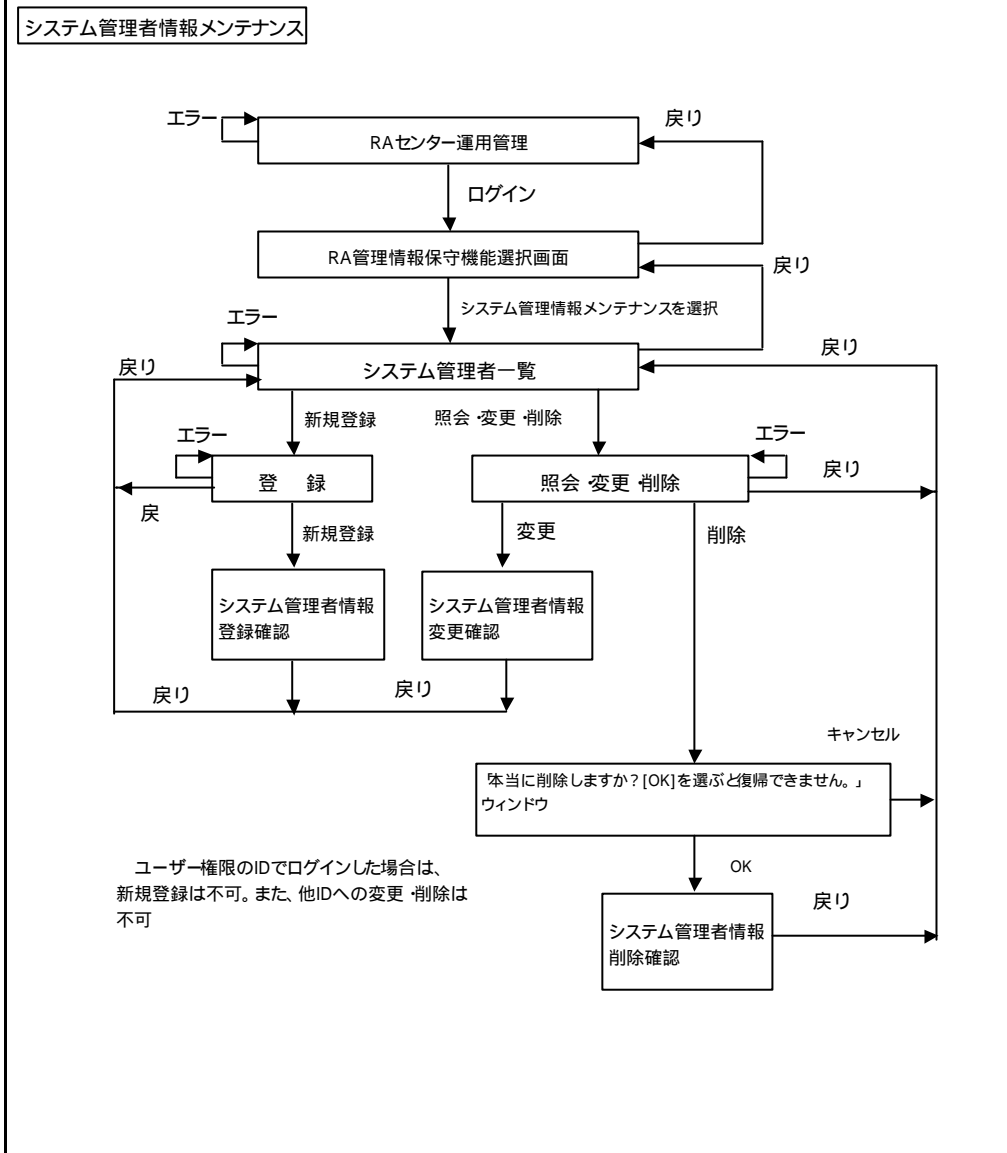 システム管理者情報メンテナンス
エラー
戻り
RAセンター運用管理
ログイン
RA管理情報保守機能選択画面
戻り
システム管理情報メンテナンスを選択
エラー
戻り
戻り
システム管理者一覧
新規登録
照会・変更・削除
エラー
エラー
登　録
照会・変更・削除
戻り
戻
新規登録
変更
削除
システム管理者情報
登録確認
システム管理者情報
変更確認
戻り
戻り
キャンセル
「本当に削除しますか？[OK]を選ぶと復帰できません。」
ウィンドウ
OK
ユーザー権限のIDでログインした場合は、
新規登録は不可。また、他IDへの変更・削除は
不可
戻り
システム管理者情報
削除確認